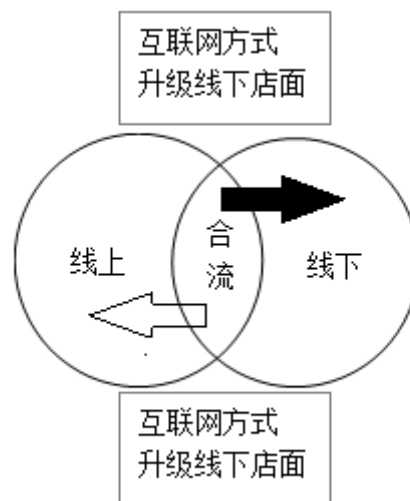 互联网方式
升级线下店面
合
流
线上
线下
互联网方式
升级线下店面